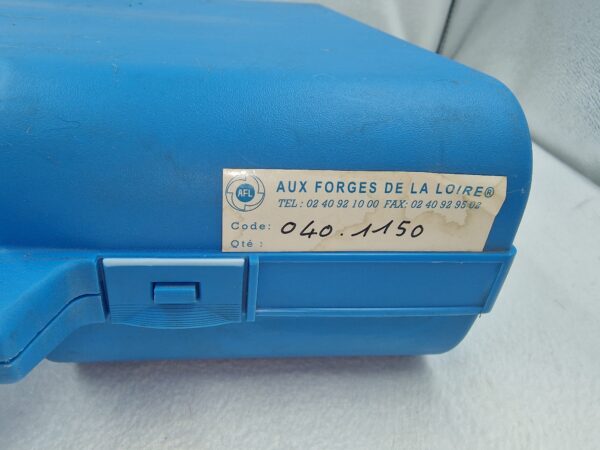 AFL
AUX FORGES DE LA LOIRE®
TEL: 02 40 92 10 00 FAX: 02 40 92 95 02
Code: 040.1150
Qté :